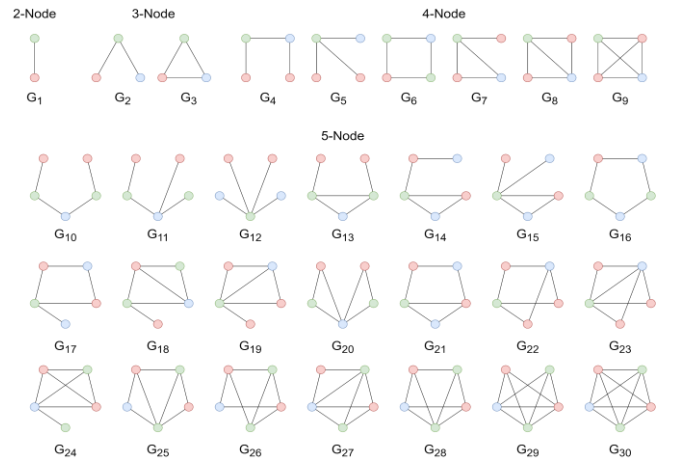 2-Node 3-Node 4-Node
G1 G2 G3 G4 G5 G6 G7 G8 G9
5-Node
G10 G11 G12 G13 G14 G15 G16
G17 G18 G19 G20 G21 G22 G23
G24 G25 G26 G27 G28 G29 G30